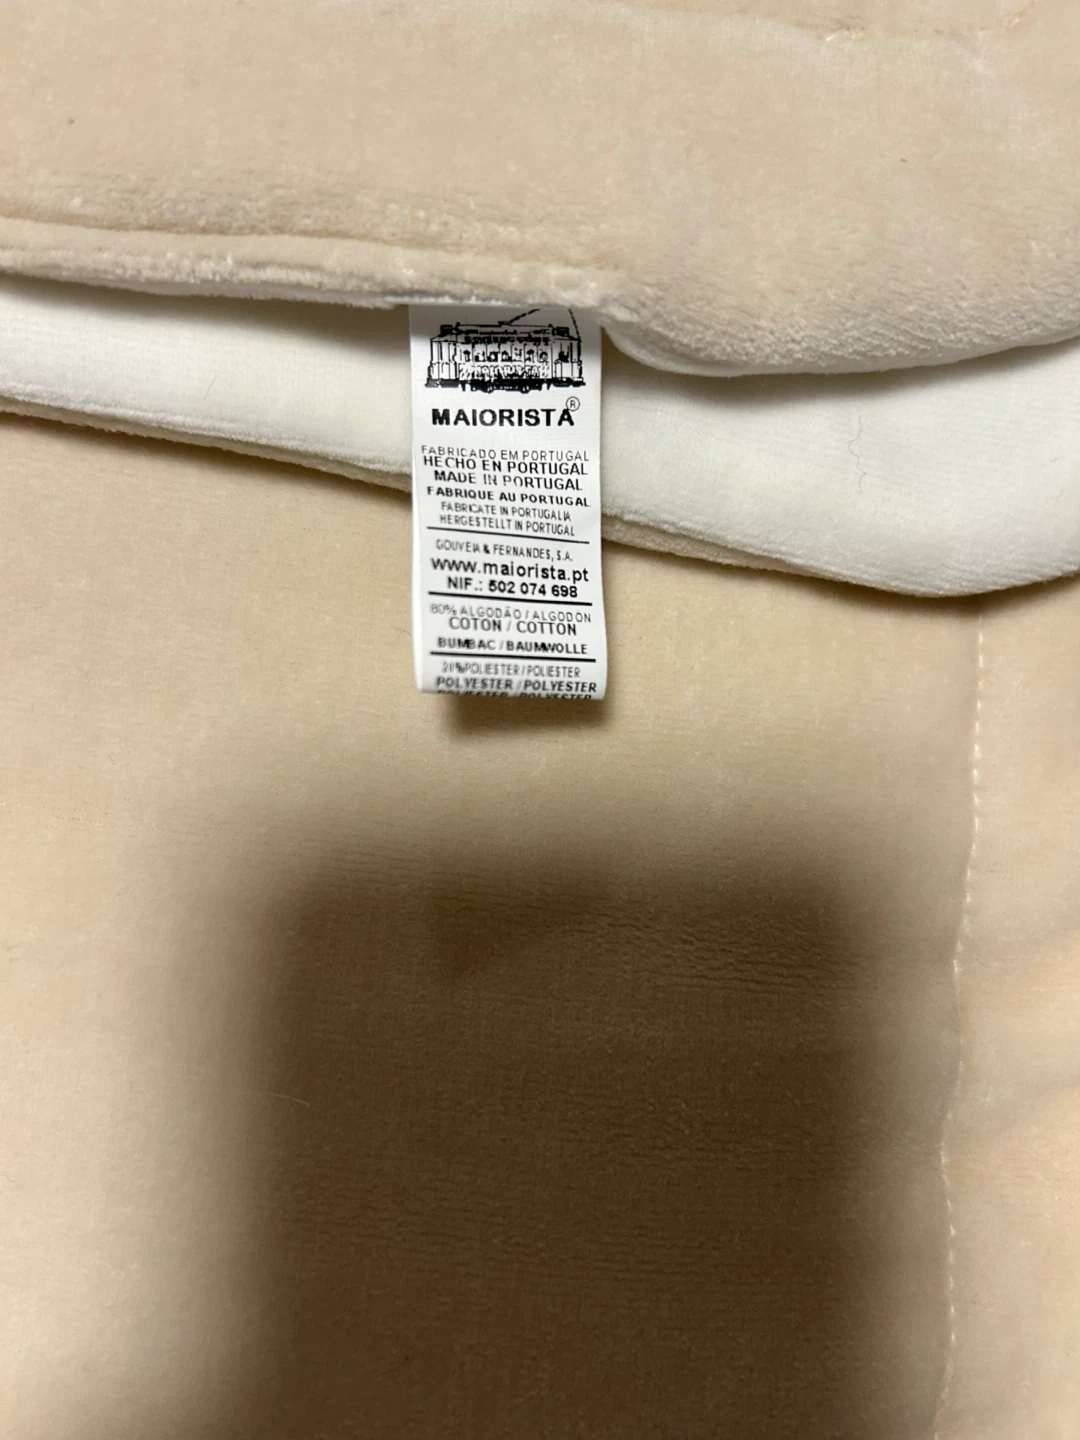 MAIORISTA®
FABRICADO EM PORTUGAL
HECHO EN PORTUGAL
MADE IN PORTUGAL
FABRIQUE AU PORTUGAL
FABRICATE IN PORTUGALIA
HERGESTELLT IN PORTUGAL
GOUVEIA & FERNANDES, S.A.
www.maiorista.pt
NIF.: 502 074 698
80% ALGODÃO / ALGODÓN
COTON / COTTON
BUMBAC / BAUMWOLLE
20% POLIESTER / POLIESTER
POLYESTER / POLYESTER